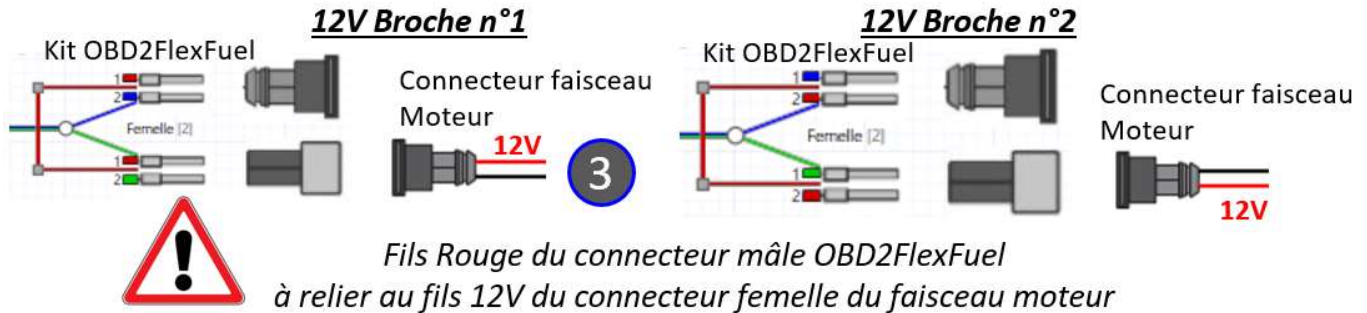 12V Broche n°1
12V Broche n°2
Kit OBD2FlexFuel
1
2
Femelle [2]
1
2
Connecteur faisceau
Moteur
12V
3
Kit OBD2FlexFuel
1
2
Femelle [2]
1
2
Connecteur faisceau
Moteur
12V
Fils Rouge du connecteur mâle OBD2FlexFuel
à relier au fils 12V du connecteur femelle du faisceau moteur